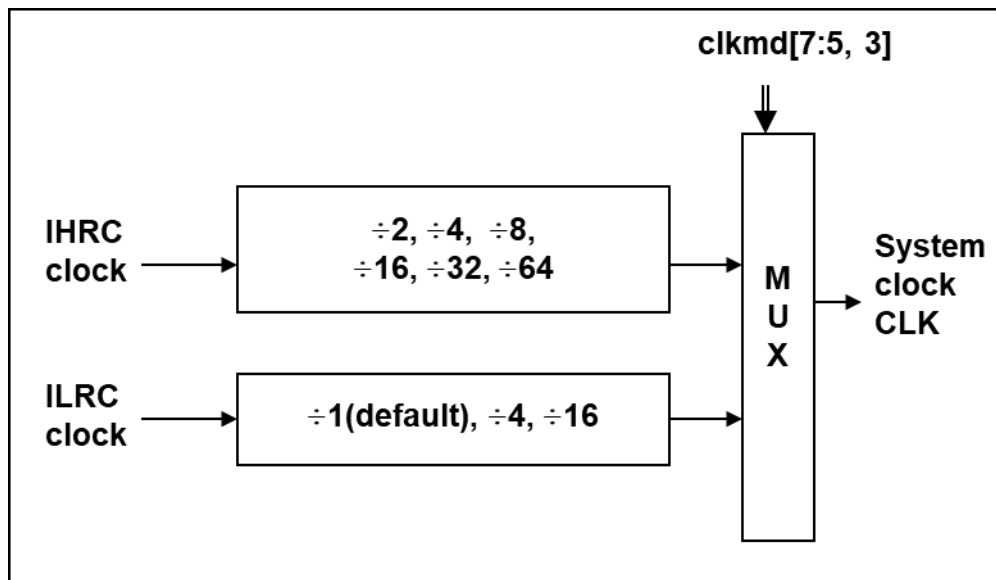 clkmd[7:5, 3]
IHRC
clock
÷2, ÷4, ÷8,
÷16, ÷32, ÷64
M
U
X
System
clock
CLK
ILRC
clock
÷1(default), ÷4, ÷16